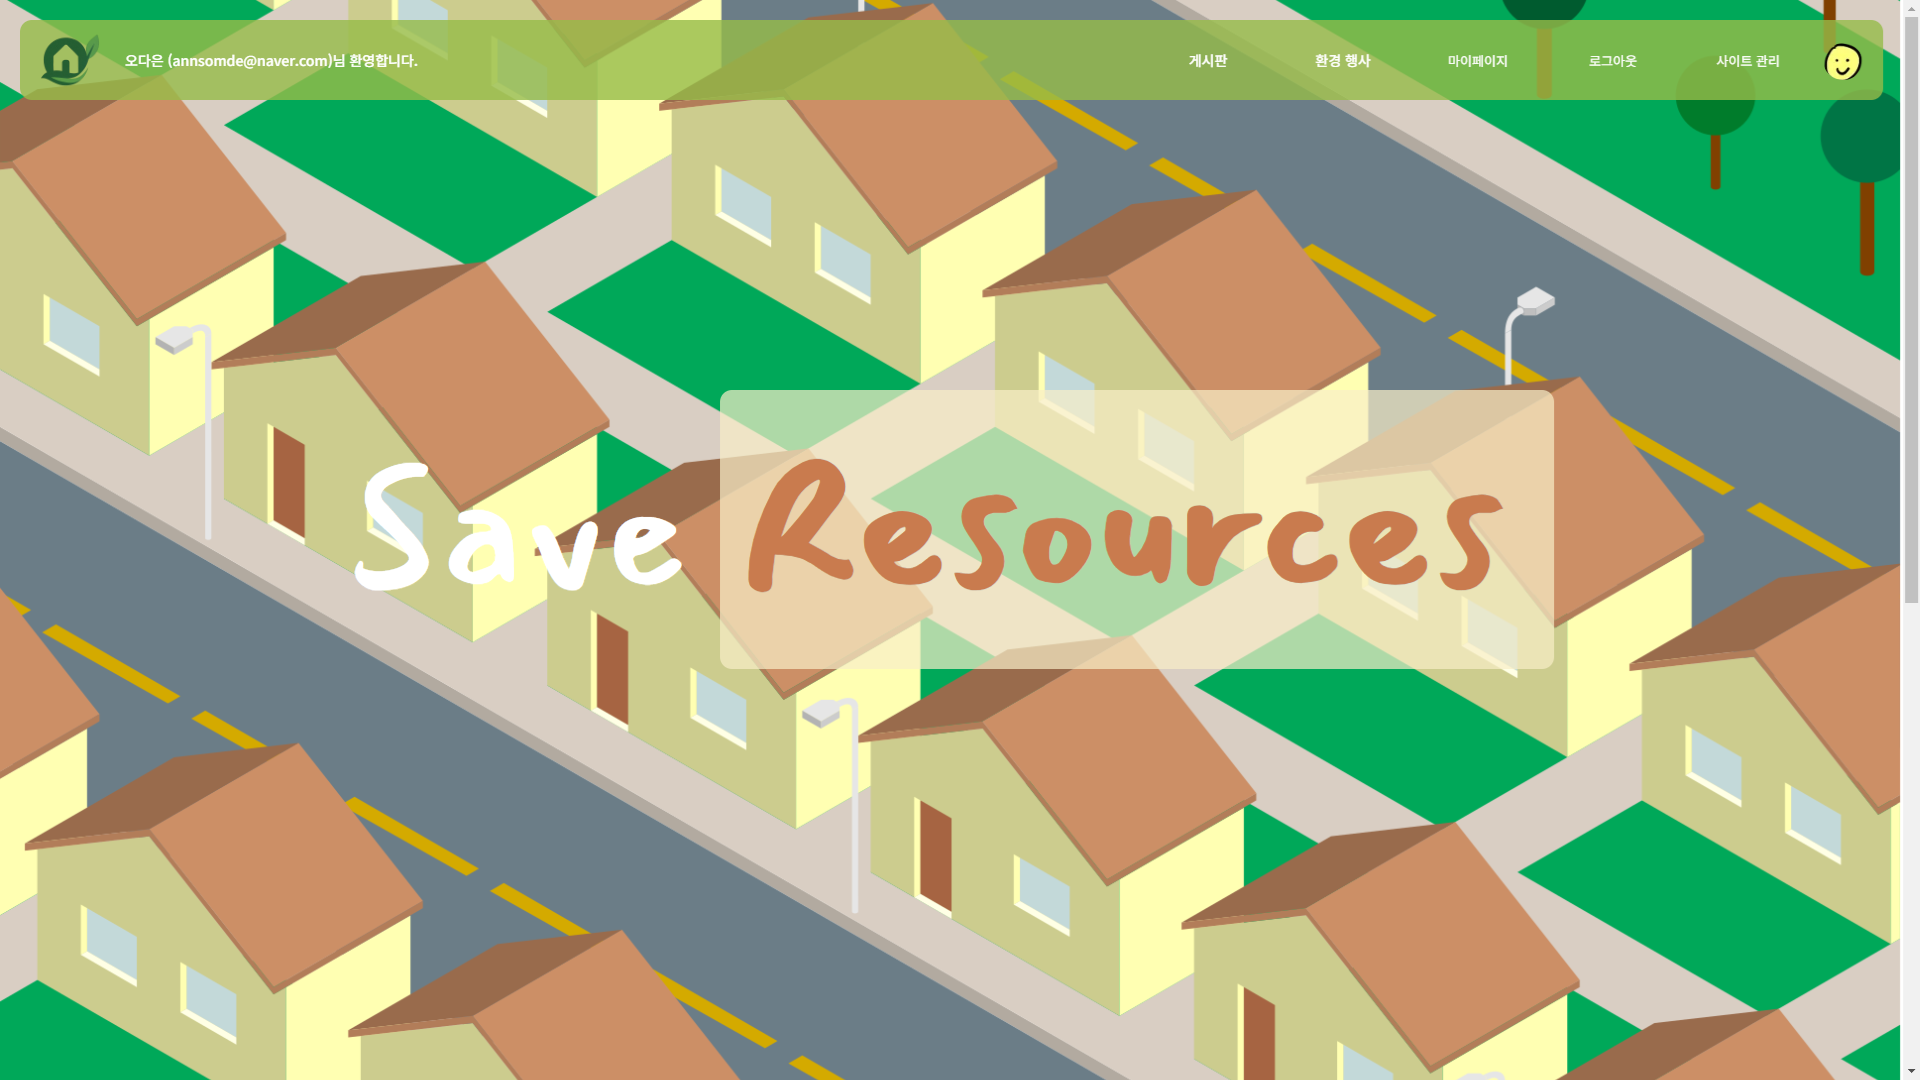 오다은 (annsomde@naver.com)님 환영합니다.
게시판
환경 행사
마이페이지
로그아웃
사이트 관리
Save Resources